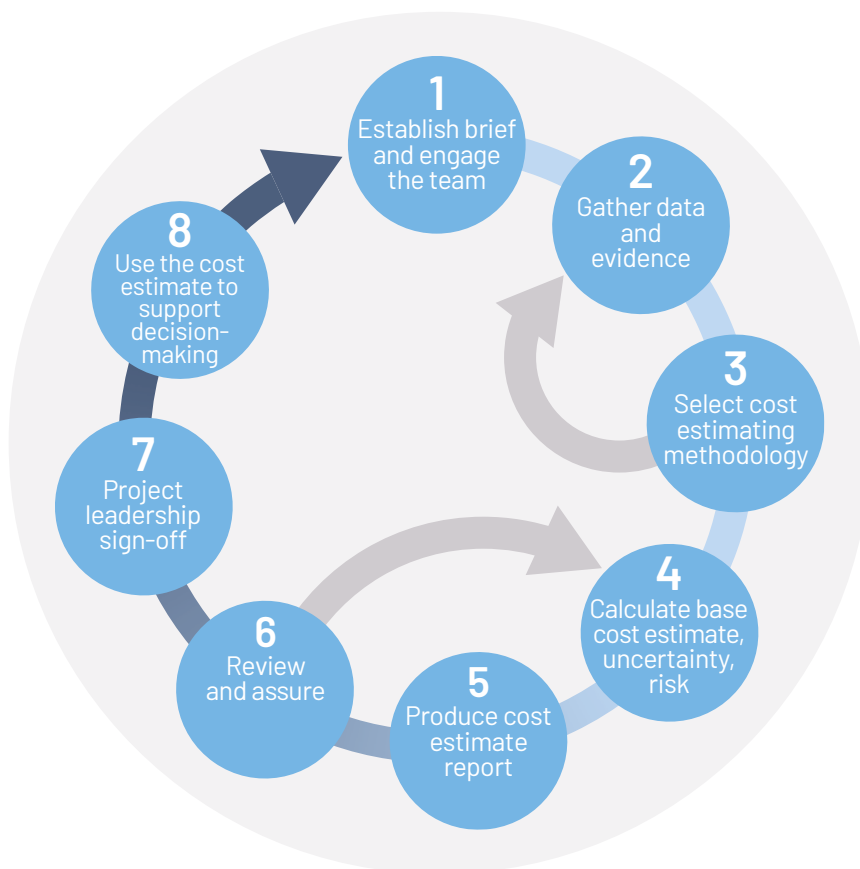 1
Establish brief
and engage
the team
2
Gather data
and
evidence
3
Select cost
estimating
methodology
4
Calculate base
cost estimate,
uncertainty,
risk
5
Produce cost
estimate
report
6
Review
and assure
7
Project
leadership
sign-off
8
Use the cost
estimate to
support
decision-
making